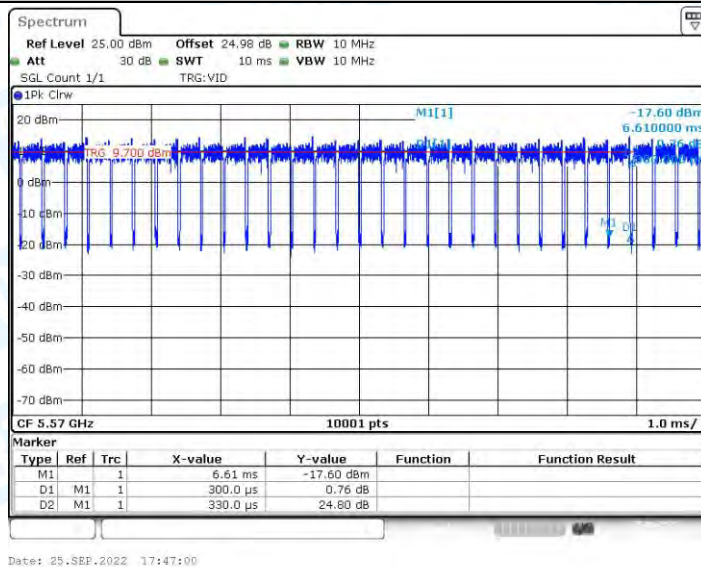 Spectrum
Ref Level 25.00 dBm Offset 24.98 dB RBW 10 MHz
Att 30 dB SWT 10 ms VBW 10 MHz
SGL Count 1/1 TRG:VID
1Pk Clrw
M1[1] -17.60 dBm
20 dBm
6.610000 ms
TRG 9.700 dBm
0 dBm
-10 dBm
M1 D1
-20 dBm
-30 dBm
-40 dBm
-50 dBm
-60 dBm
-70 dBm
CF 5.57 GHz 10001 pts 1.0 ms/
Marker
Type Ref Trc X-value Y-value Function Function Result
M1 1 6.61 ms -17.60 dBm
D1 M1 1 300.0 µs 0.76 dB
D2 M1 1 330.0 µs 24.80 dB
Date: 25.SEP.2022 17:47:00